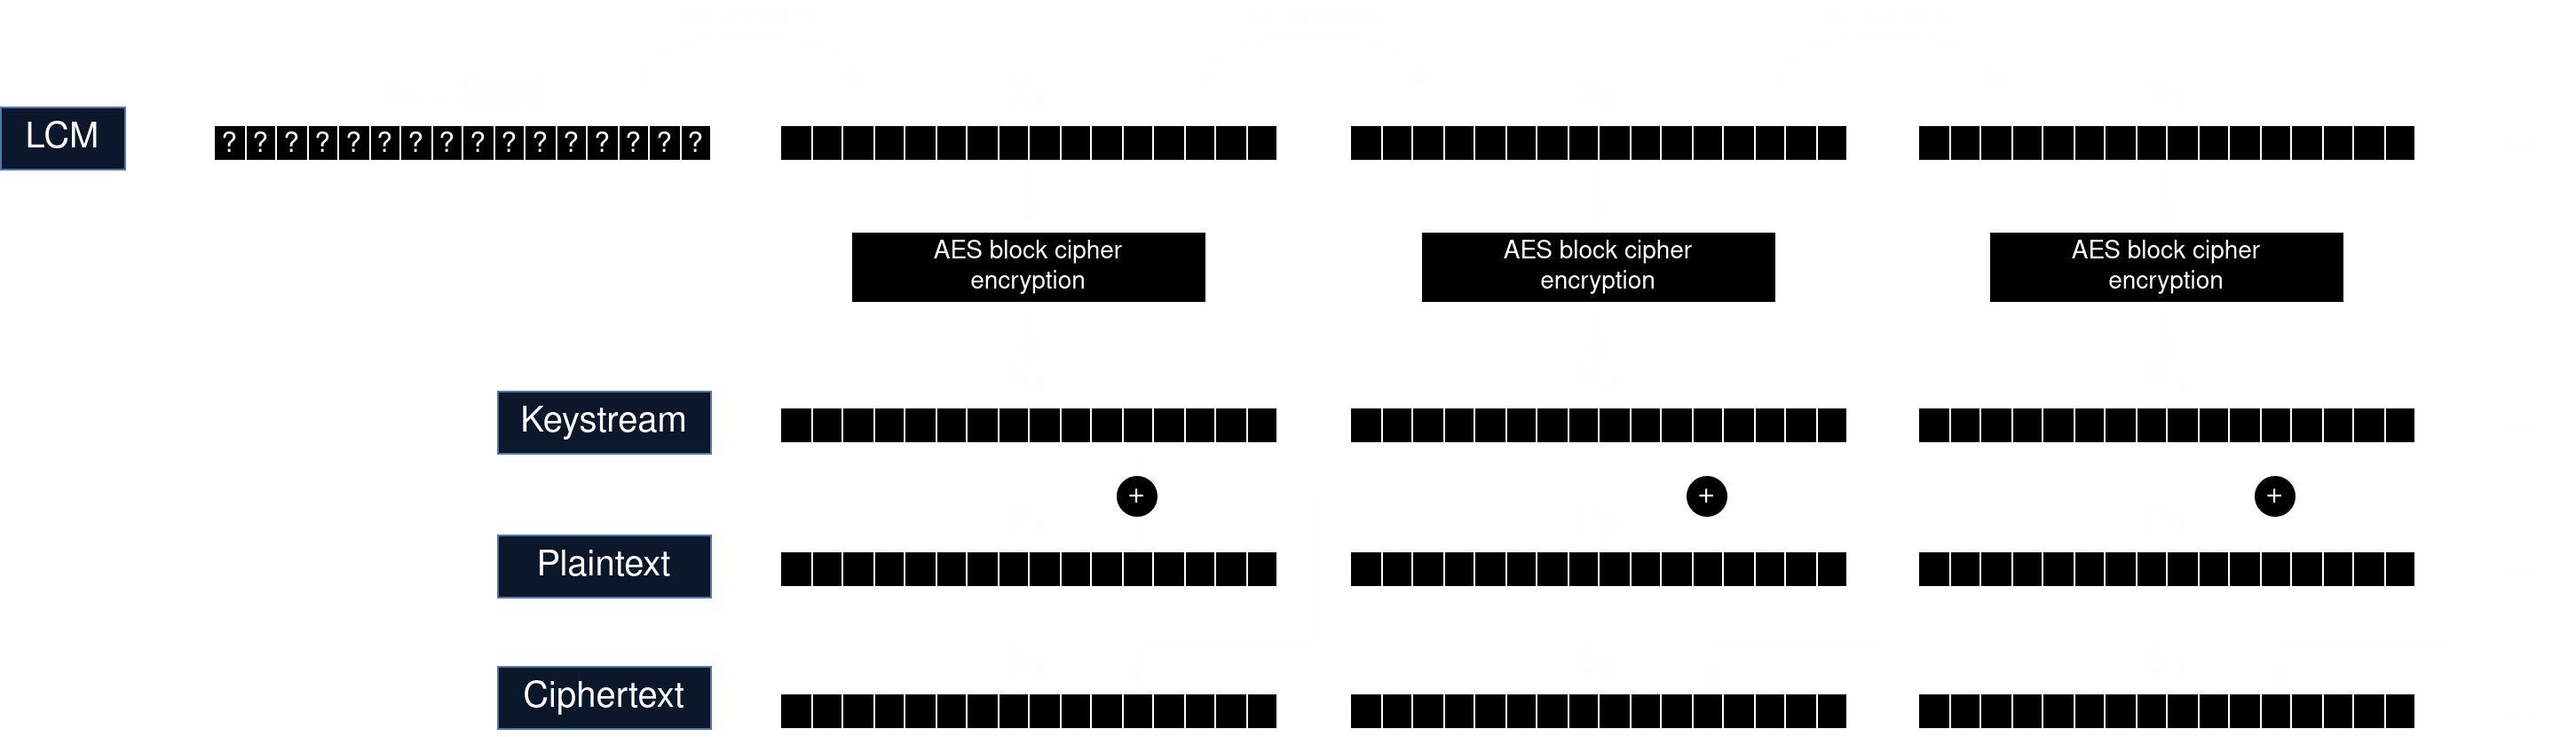 LCM
? ? ? ? ? ? ? ? ? ? ? ? ? ? ? ?
AES block cipher
encryption
AES block cipher
encryption
AES block cipher
encryption
Keystream
+ + +
Plaintext
Ciphertext